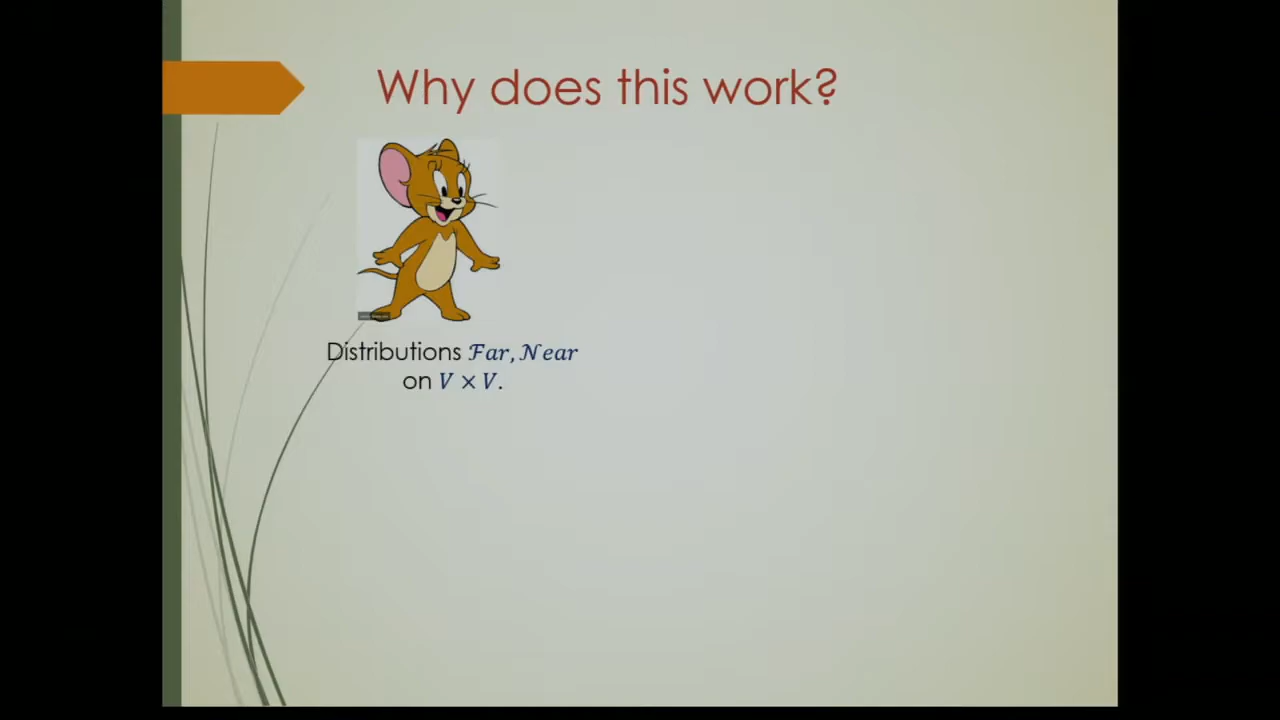 Why does this work?
Distributions ℱar, 𝒩ear
on V × V.